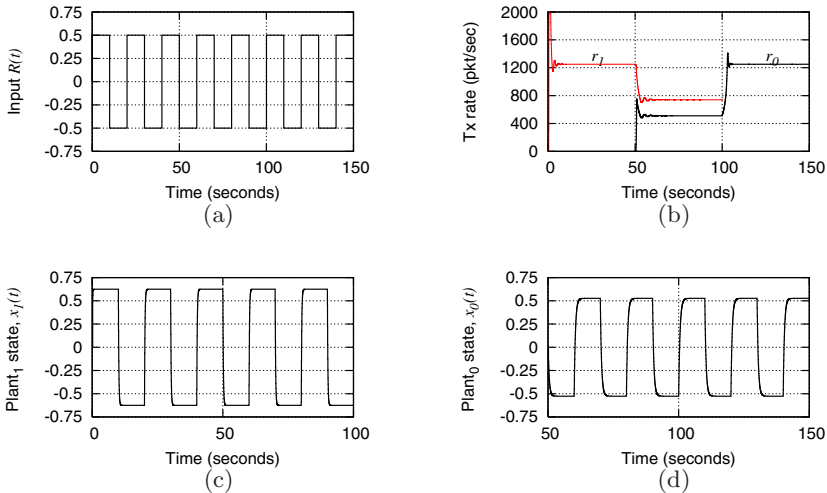 0.75
0.5
0.25
0
-0.25
-0.5
-0.75
Input R(t)
0 50 100 150
Time (seconds)
(a)
2000
1600
1200
800
400
0
Tx rate (pkt/sec)
r1
r0
0 50 100 150
Time (seconds)
(b)
0.75
0.5
0.25
0
-0.25
-0.5
-0.75
Plant1 state, x1(t)
0 50 100
Time (seconds)
(c)
0.75
0.5
0.25
0
-0.25
-0.5
-0.75
Plant0 state, x0(t)
50 100 150
Time (seconds)
(d)